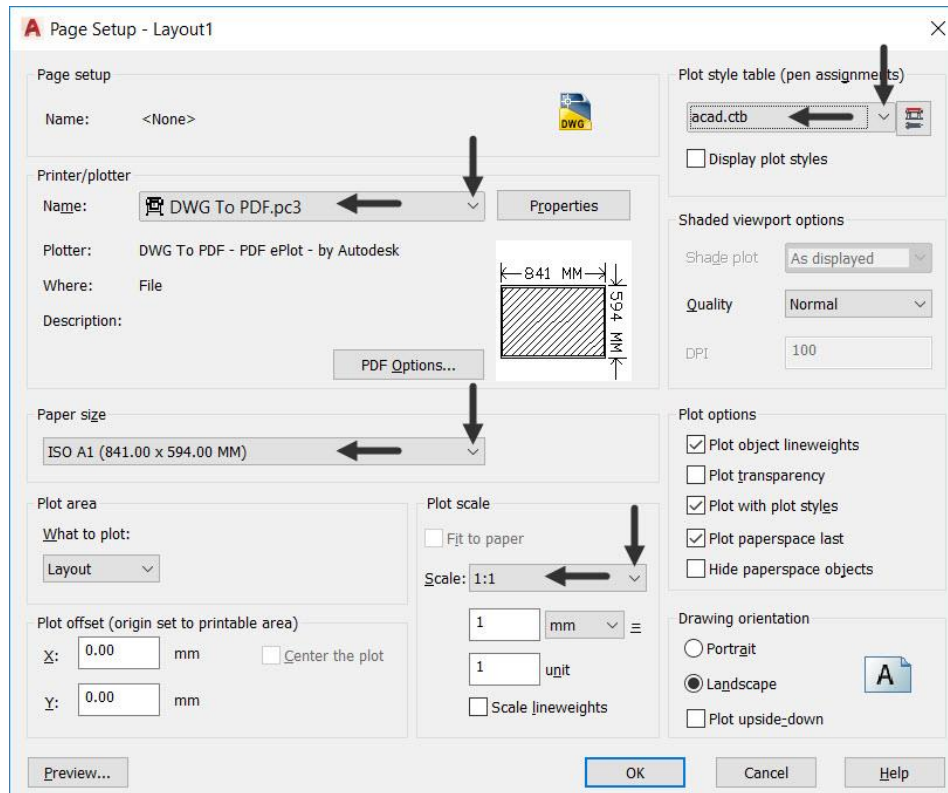 Page Setup - Layout1
Page setup
Name: <None>
DWG
Printer/plotter
Name: DWG To PDF.pc3
Properties
Plotter: DWG To PDF - PDF ePlot - by Autodesk
Where: File
Description:
841 MM
594 MM
PDF Options...
Paper size
ISO A1 (841.00 x 594.00 MM)
Plot area
What to plot:
Layout
Plot offset (origin set to printable area)
X: 0.00 mm
Center the plot
Y: 0.00 mm
Plot scale
Fit to paper
Scale: 1:1
1 mm =
1 unit
Scale lineweights
Plot style table (pen assignments)
acad.ctb
Display plot styles
Shaded viewport options
Shade plot As displayed
Quality Normal
DPI 100
Plot options
Plot object lineweights
Plot transparency
Plot with plot styles
Plot paperspace last
Hide paperspace objects
Drawing orientation
Portrait
Landscape
A
Plot upside-down
Preview...
OK
Cancel
Help